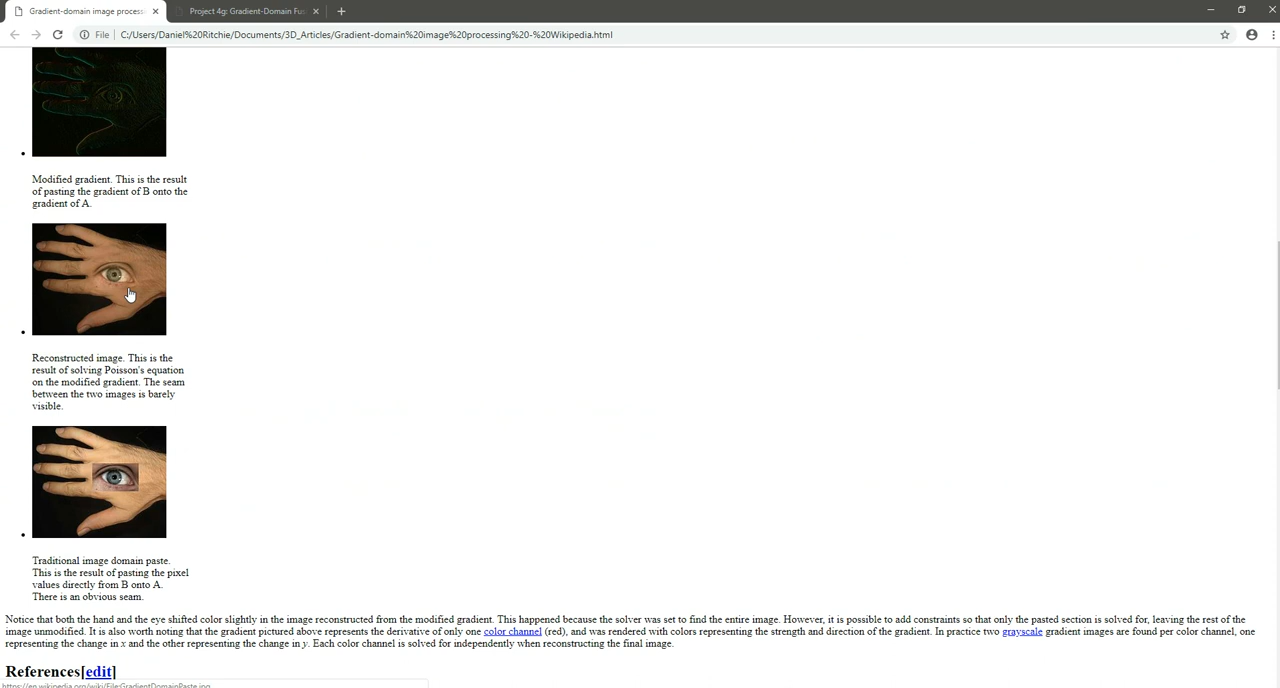 Gradient-domain image processi
Project 4g: Gradient-Domain Fus
File
C:/Users/Daniel%20Ritchie/Documents/3D_Articles/Gradient-domain%20image%20processing%20-%20Wikipedia.html
Modified gradient. This is the result
of pasting the gradient of B onto the
gradient of A.
Reconstructed image. This is the
result of solving Poisson's equation
on the modified gradient. The seam
between the two images is barely
visible.
Traditional image domain paste.
This is the result of pasting the pixel
values directly from B onto A.
There is an obvious seam.
Notice that both the hand and the eye shifted color slightly in the image reconstructed from the modified gradient. This happened because the solver was set to find the entire image. However, it is possible to add constraints so that only the pasted section is solved for, leaving the rest of the
image unmodified. It is also worth noting that the gradient pictured above represents the derivative of only one color channel (red), and was rendered with colors representing the strength and direction of the gradient. In practice two grayscale gradient images are found per color channel, one
representing the change in x and the other representing the change in y. Each color channel is solved for independently when reconstructing the final image.
References[edit]
https://en.wikipedia.org/wiki/File:GradientDomainPaste.jpg